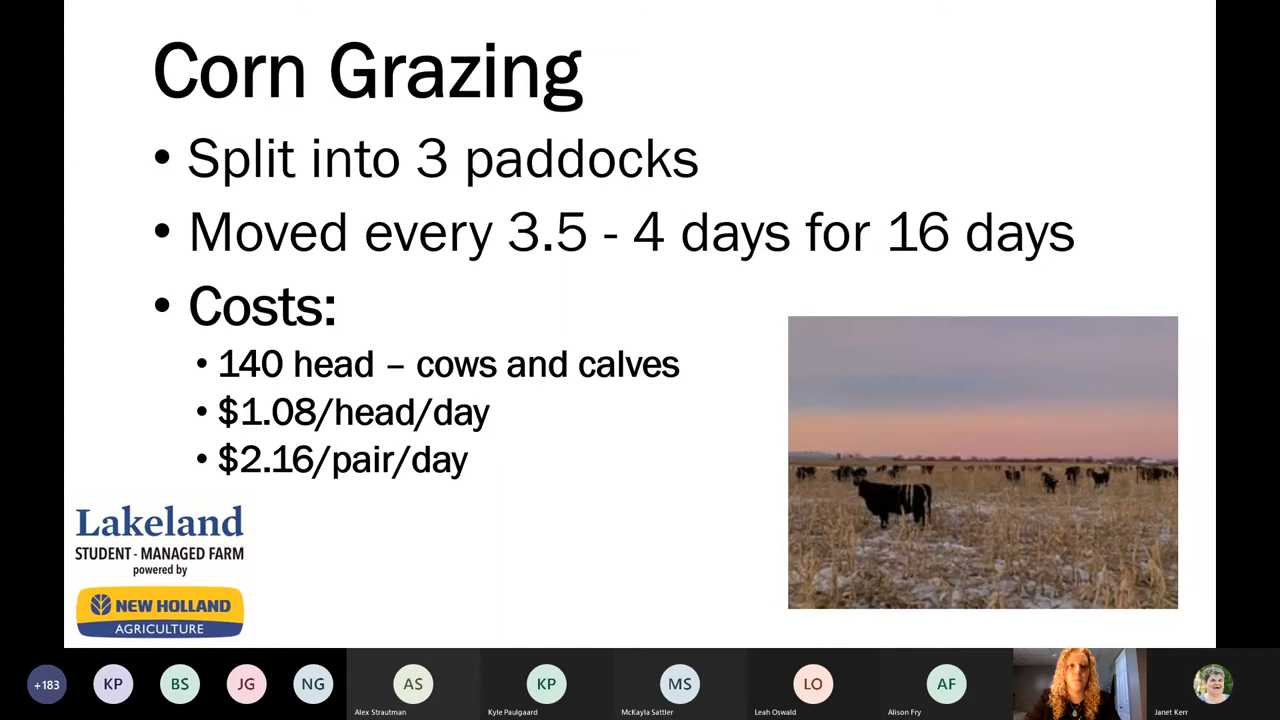 Corn Grazing
• Split into 3 paddocks
• Moved every 3.5 - 4 days for 16 days
• Costs:
• 140 head – cows and calves
• $1.08/head/day
• $2.16/pair/day
Lakeland
STUDENT - MANAGED FARM
powered by
NEW HOLLAND
AGRICULTURE
+183
KP
BS
JG
NG
AS
Alex Strautman
KP
Kyle Paulgaard
MS
McKayla Sattler
LO
Leah Oswald
AF
Alison Fry
Janet Kerr